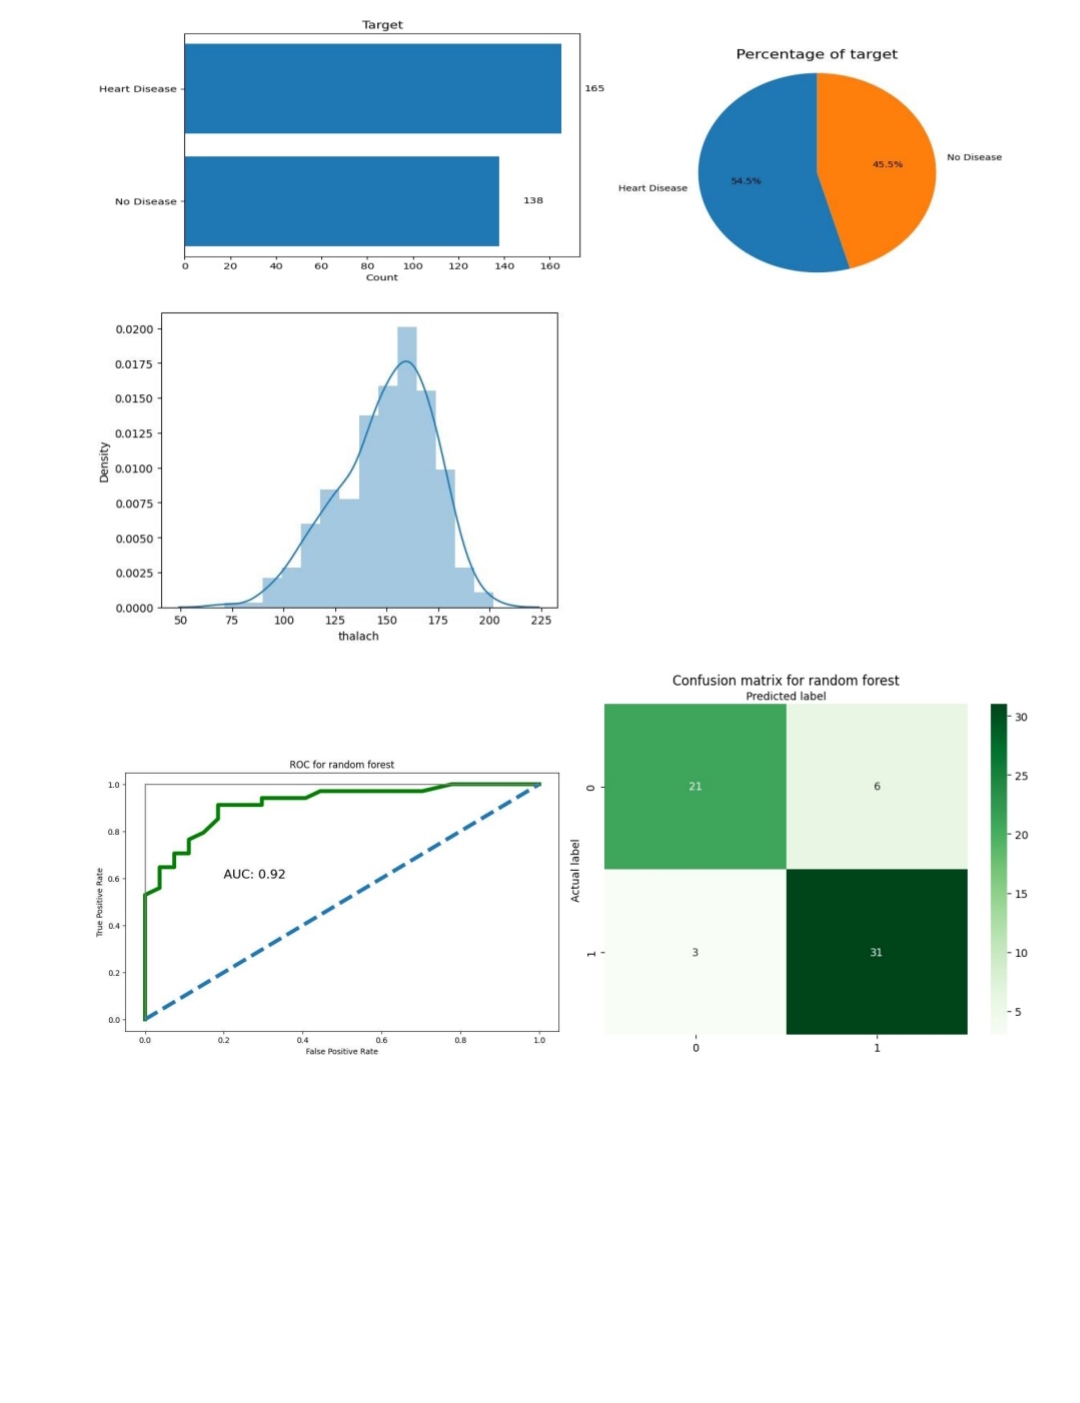 Target
Heart Disease
165
No Disease
138
0 20 40 60 80 100 120 140 160
Count
Percentage of target
45.5%
No Disease
54.5%
Heart Disease
0.0200
0.0175
0.0150
0.0125
0.0100
0.0075
0.0050
0.0025
0.0000
Density
50 75 100 125 150 175 200 225
thalach
ROC for random forest
1.0
0.8
0.6
0.4
0.2
0.0
True Positive Rate
AUC: 0.92
0.0 0.2 0.4 0.6 0.8 1.0
False Positive Rate
Confusion matrix for random forest
Predicted label
Actual label
0
21 6
1
3 31
0 1
30
25
20
15
10
5